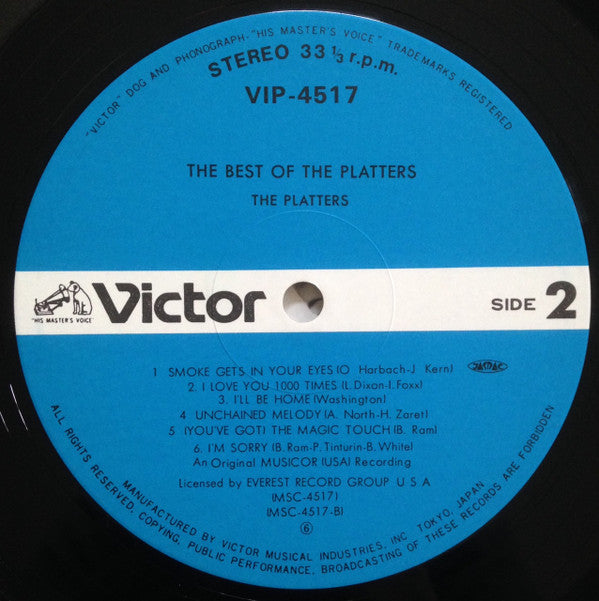 "VICTOR" DOG AND PHONOGRAPH-"HIS MASTER'S VOICE" TRADEMARKS REGISTERED
STEREO 33 1/3 r.p.m.
VIP-4517
THE BEST OF THE PLATTERS
THE PLATTERS
"HIS MASTER'S VOICE"
Victor
SIDE 2
1 SMOKE GETS IN YOUR EYES(O Harbach-J Kern)
JASRAC
2. I LOVE YOU 1000 TIMES (I. Dixon-I. Foxx)
3. I'LL BE HOME (Washington)
4 UNCHAINED MELODY (A. North-H. Zaret)
5 (YOU'VE GOT) THE MAGIC TOUCH (B. Ram)
6. I'M SORRY (B. Ram-P. Tinturin-B. White)
An Original MUSICOR (USA) Recording
Licensed by EVEREST RECORD GROUP U S A
(MSC-4517)
(MSC-4517-B)
⑥
MANUFACTURED BY VICTOR MUSICAL INDUSTRIES, INC. TOKYO, JAPAN
ALL RIGHTS RESERVED. COPYING, PUBLIC PERFORMANCE, BROADCASTING OF THESE RECORDS ARE FORBIDDEN